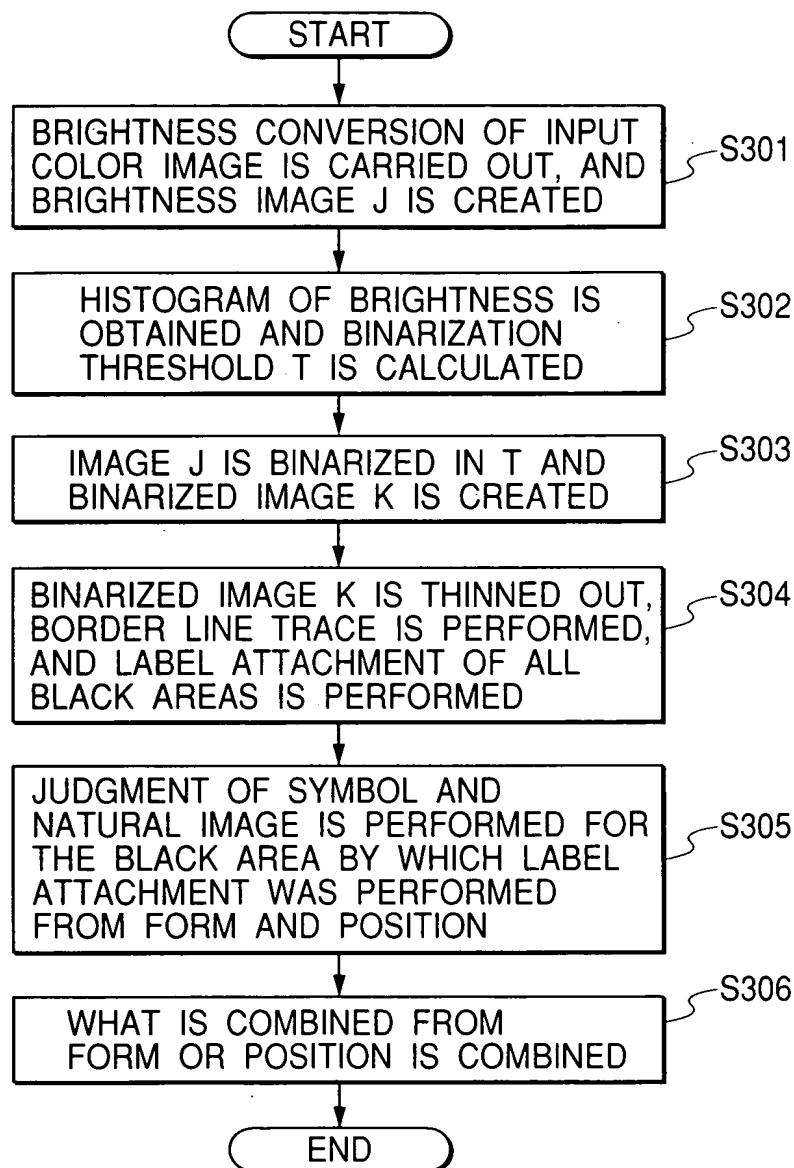 START
BRIGHTNESS CONVERSION OF INPUT
COLOR IMAGE IS CARRIED OUT, AND
BRIGHTNESS IMAGE J IS CREATED
S301
HISTOGRAM OF BRIGHTNESS IS
OBTAINED AND BINARIZATION
THRESHOLD T IS CALCULATED
S302
IMAGE J IS BINARIZED IN T AND
BINARIZED IMAGE K IS CREATED
S303
BINARIZED IMAGE K IS THINNED OUT,
BORDER LINE TRACE IS PERFORMED,
AND LABEL ATTACHMENT OF ALL
BLACK AREAS IS PERFORMED
S304
JUDGMENT OF SYMBOL AND
NATURAL IMAGE IS PERFORMED FOR
THE BLACK AREA BY WHICH LABEL
ATTACHMENT WAS PERFORMED
FROM FORM AND POSITION
S305
WHAT IS COMBINED FROM
FORM OR POSITION IS COMBINED
S306
END